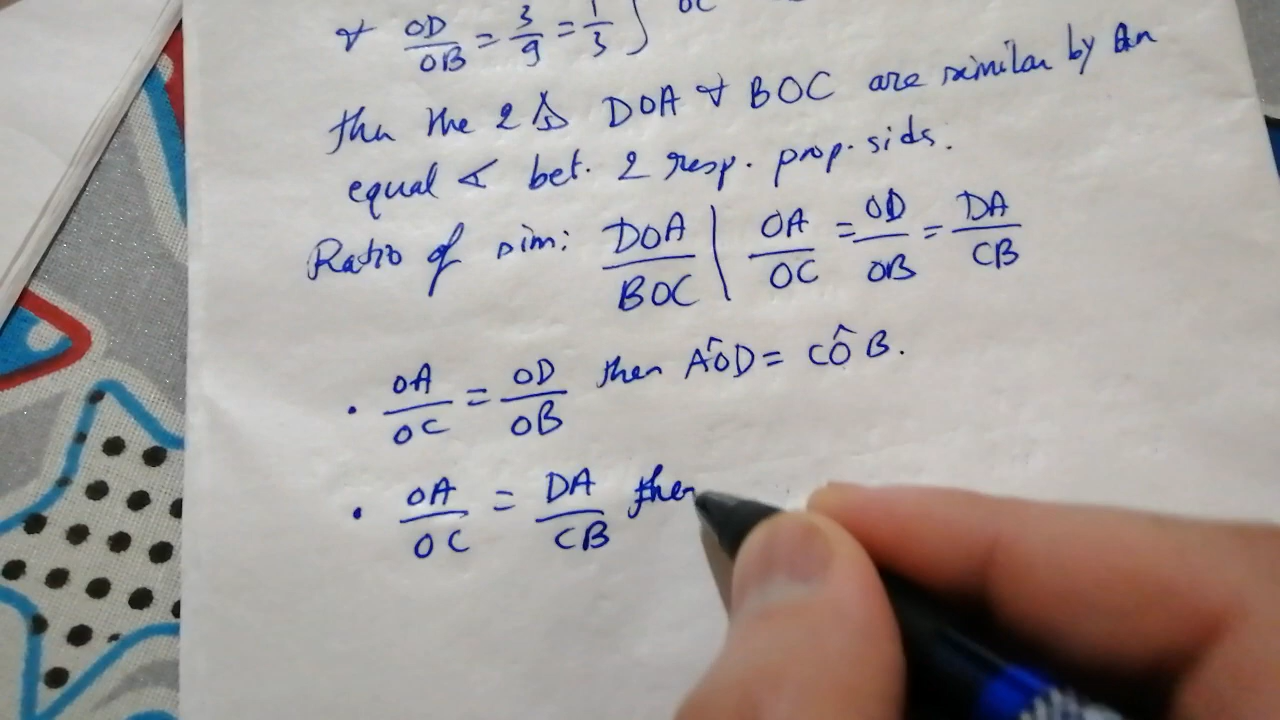 & OD/OB = 3/9 = 1/3 } OC
then the 2 Δs DOA & BOC are similar by An
equal ∢ bet. 2 resp. prop. sids.
Ratio of sim: DOA/BOC | OA/OC = OD/OB = DA/CB
. OA/OC = OD/OB then AÔD = CÔB.
. OA/OC = DA/CB then